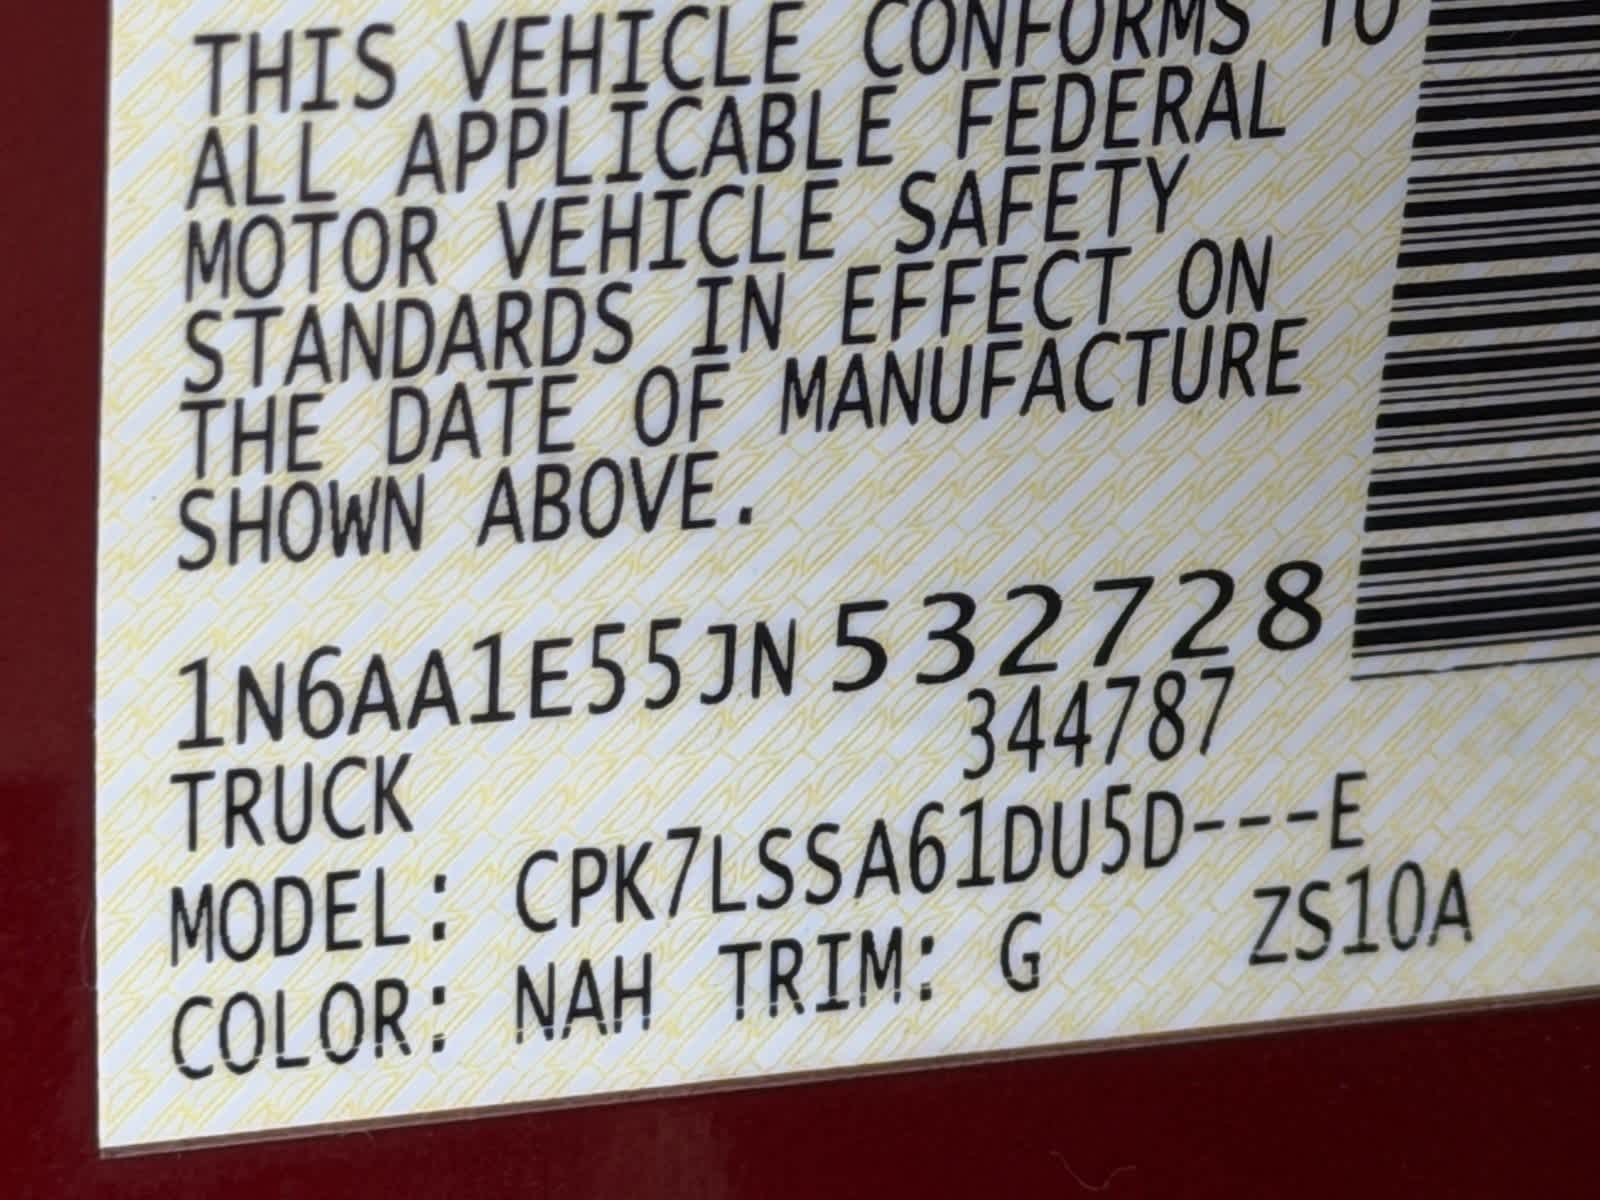 THIS VEHICLE CONFORMS TO
ALL APPLICABLE FEDERAL
MOTOR VEHICLE SAFETY
STANDARDS IN EFFECT ON
THE DATE OF MANUFACTURE
SHOWN ABOVE.
1N6AA1E55JN532728
344787
TRUCK
MODEL: CPK7LSSA61DU5D---E
COLOR: NAH TRIM: G ZS10A